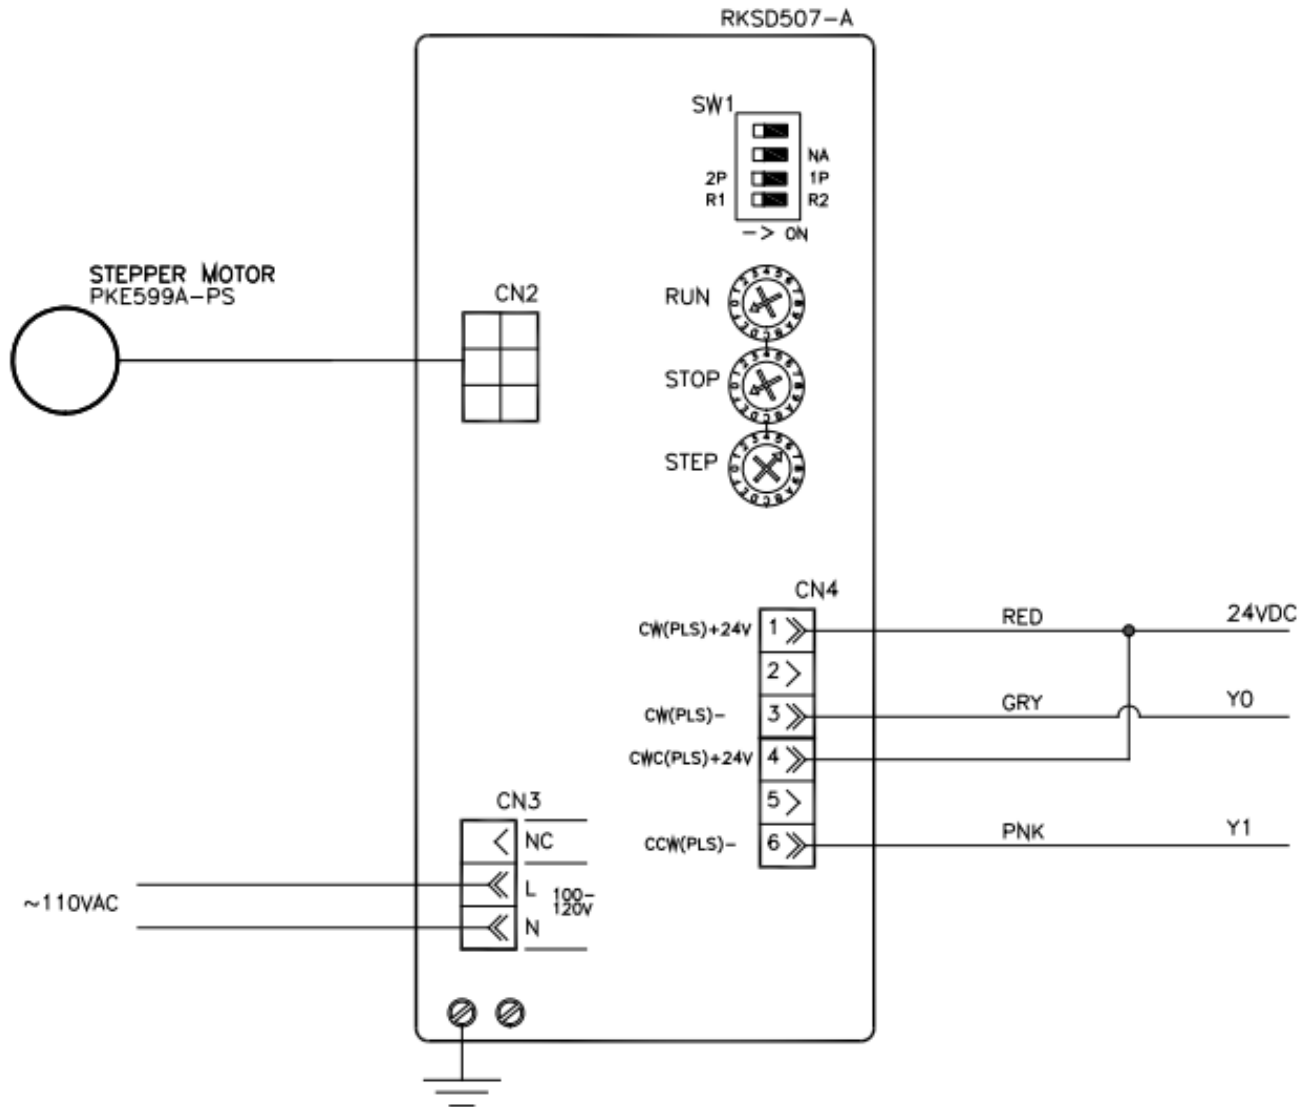 RKSD507-A
SW1
NA
2P 1P
R1 R2
-> ON
STEPPER MOTOR
PKE599A-PS
CN2
RUN
STOP
STEP
CN4
CW(PLS)+24V 1 RED 24VDC
2
CW(PLS)- 3 GRY Y0
CWC(PLS)+24V 4
5
CCW(PLS)- 6 PNK Y1
CN3
NC
~110VAC
L 100-
120V
N